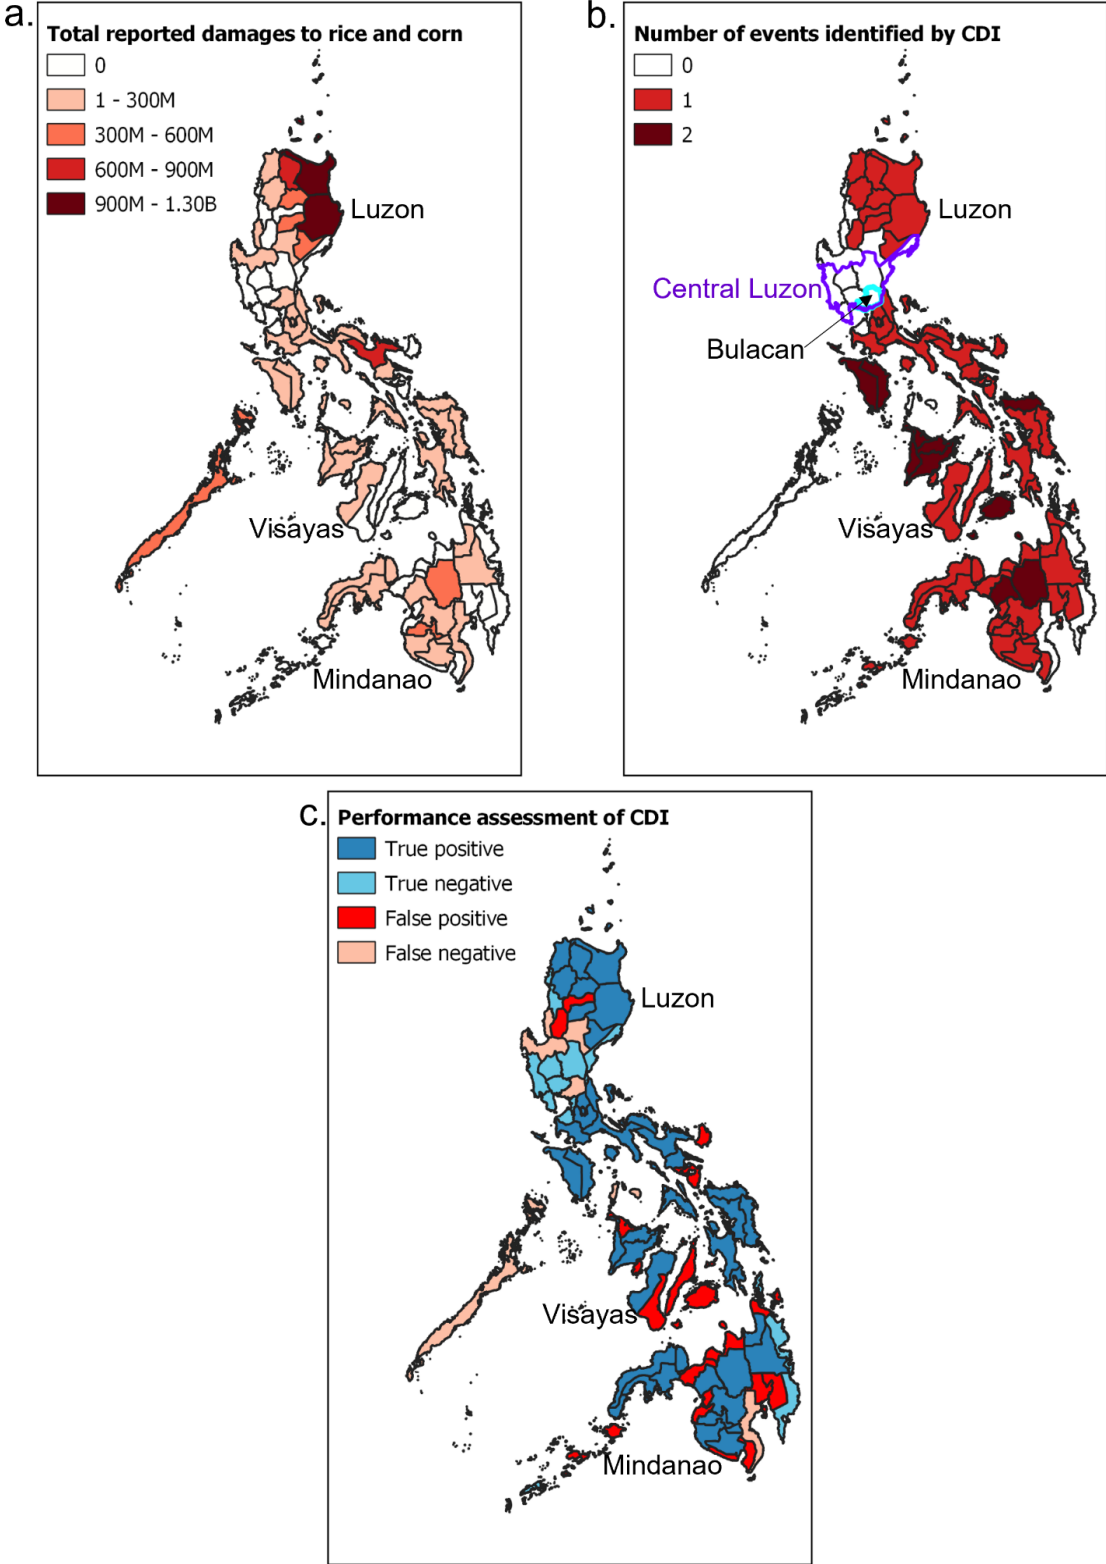 a.
Total reported damages to rice and corn
0
1 - 300M
300M - 600M
600M - 900M
900M - 1.30B
Luzon
Visayas
Mindanao
b.
Number of events identified by CDI
0
1
2
Luzon
Central Luzon
Bulacan
Visayas
Mindanao
c.
Performance assessment of CDI
True positive
True negative
False positive
False negative
Luzon
Visayas
Mindanao